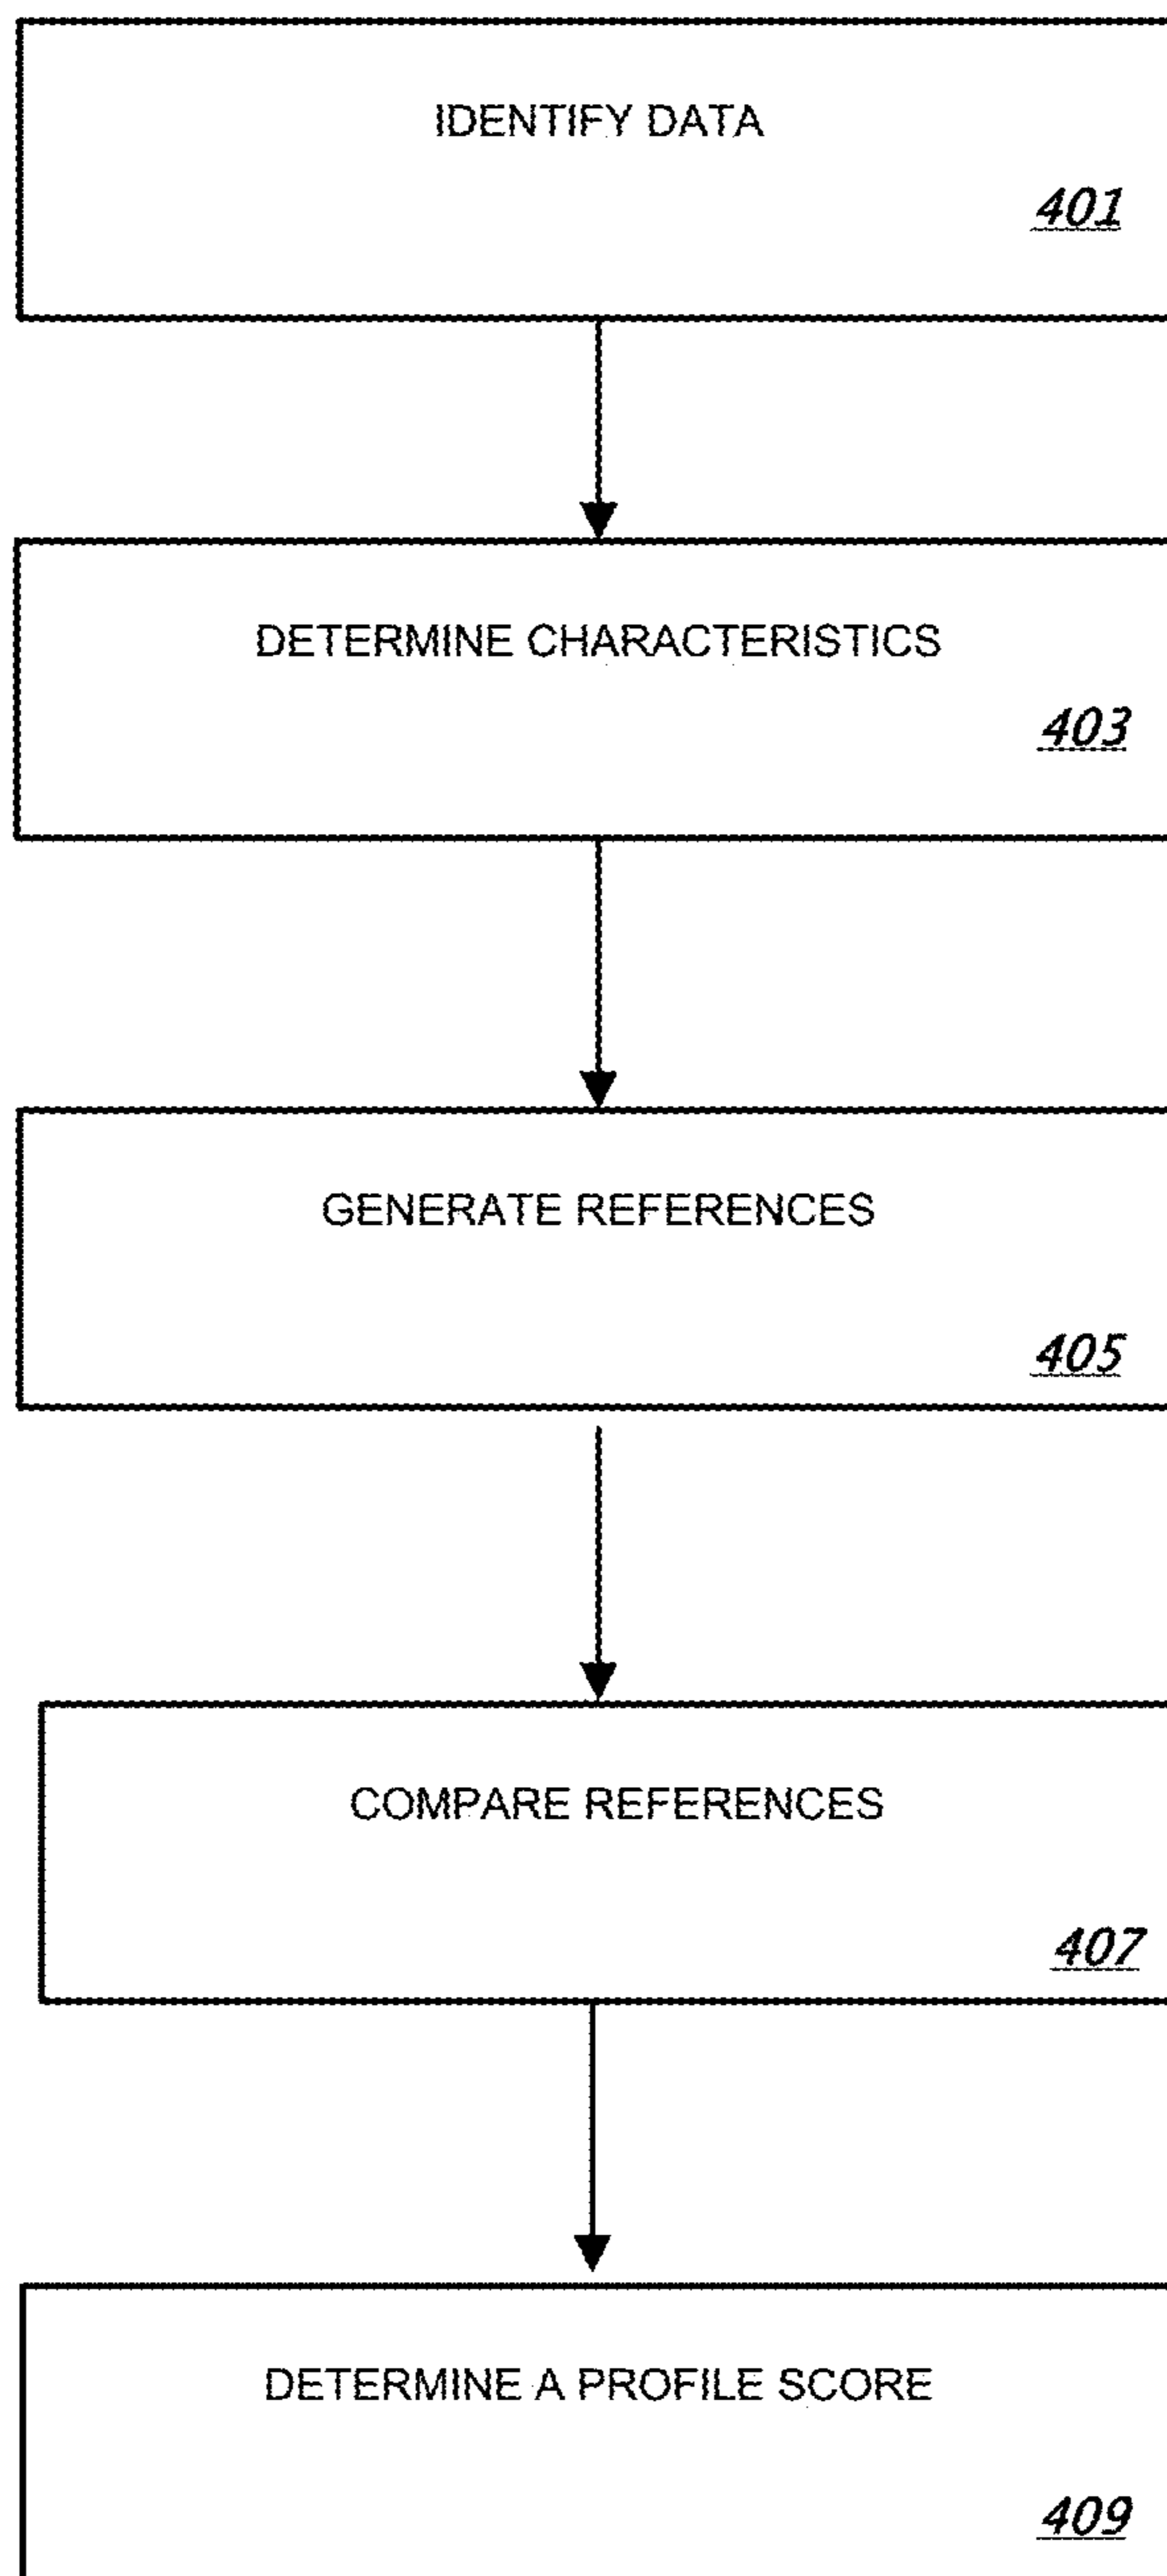 IDENTIFY DATA
401
DETERMINE CHARACTERISTICS
403
GENERATE REFERENCES
405
COMPARE REFERENCES
407
DETERMINE A PROFILE SCORE
409